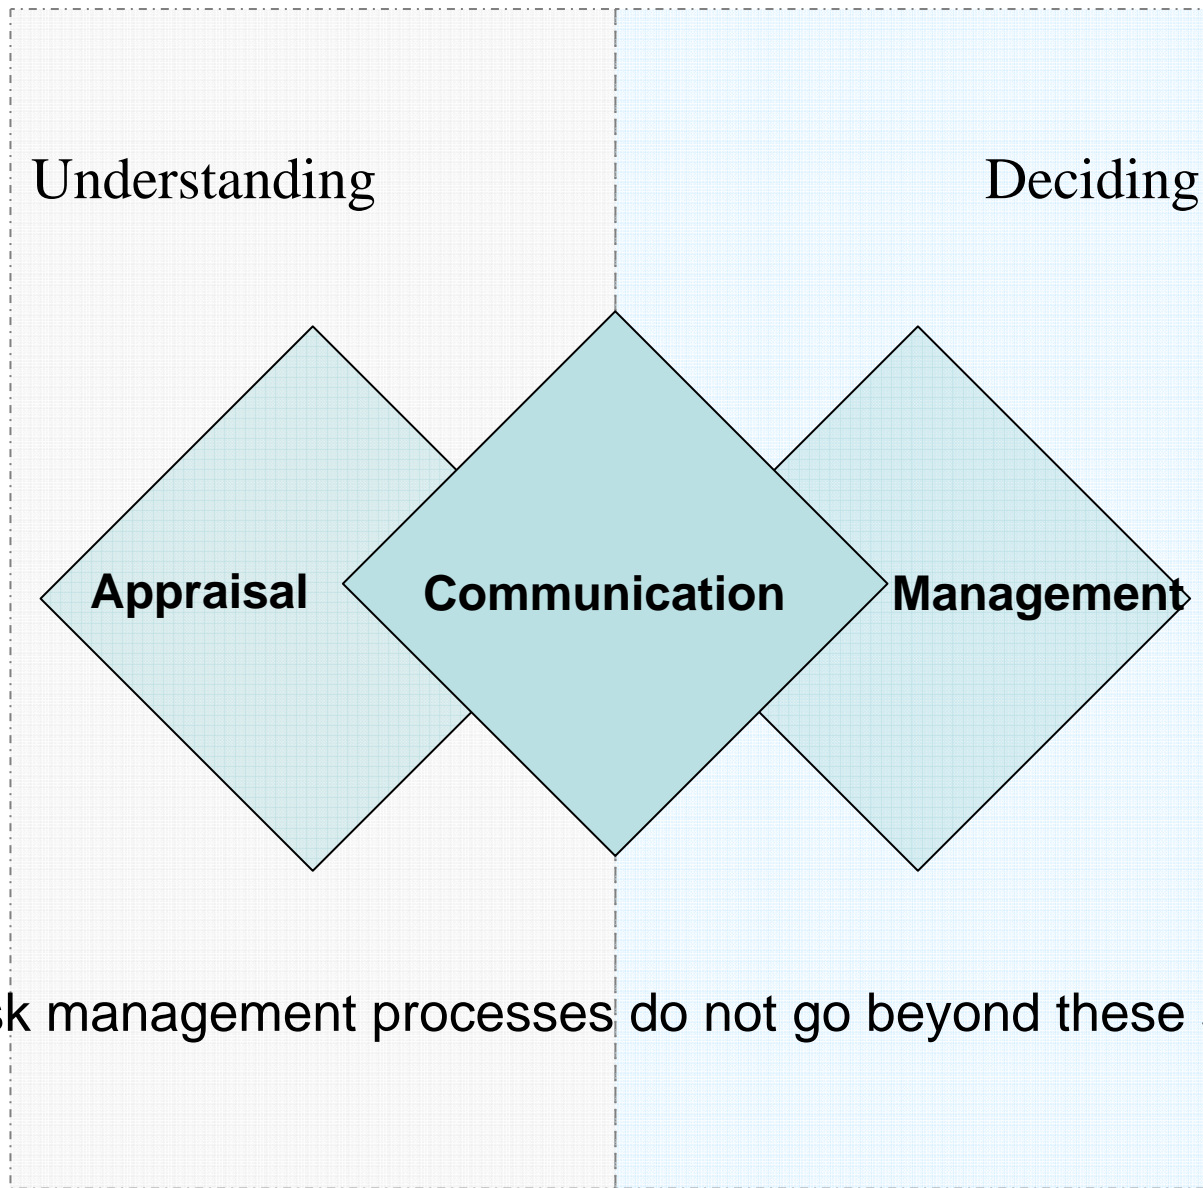 Understanding
Deciding
Appraisal
Communication
Management
k management processes do not go beyond these